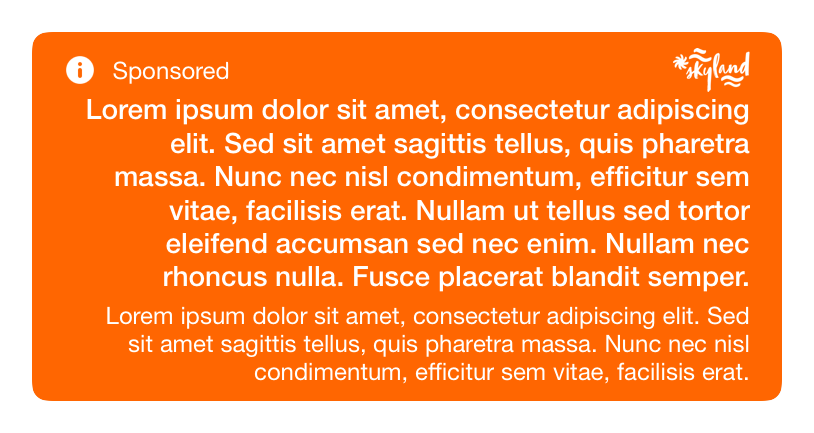 Sponsored
skyland
Lorem ipsum dolor sit amet, consectetur adipiscing
elit. Sed sit amet sagittis tellus, quis pharetra
massa. Nunc nec nisl condimentum, efficitur sem
vitae, facilisis erat. Nullam ut tellus sed tortor
eleifend accumsan sed nec enim. Nullam nec
rhoncus nulla. Fusce placerat blandit semper.
Lorem ipsum dolor sit amet, consectetur adipiscing elit. Sed
sit amet sagittis tellus, quis pharetra massa. Nunc nec nisl
condimentum, efficitur sem vitae, facilisis erat.